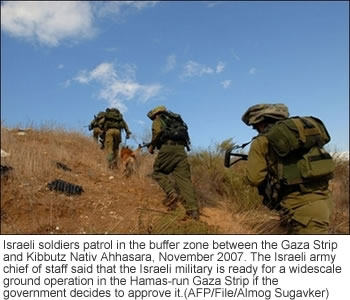 Israeli soldiers patrol in the buffer zone between the Gaza Strip
and Kibbutz Nativ Ahhasara, November 2007. The Israeli army
chief of staff said that the Israeli military is ready for a widescale
ground operation in the Hamas-run Gaza Strip if the
government decides to approve it.(AFP/File/Almog Sugavker)